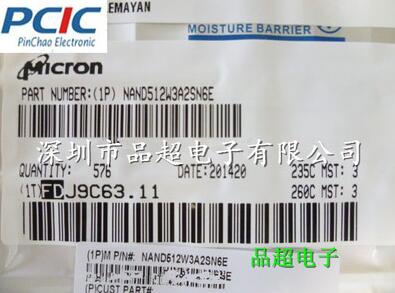 PCIC
PinChao Electronic
EMAYAN
MOISTURE BARRIER
Micron
PART NUMBER:(1P) NAND512W3A2SN6E
深圳市品超电子有限公司
QUANTITY: 576 DATE:201420 235C MST: 3
(1T)FDJ9C63.11 260C MST: 3
(1P)M P/N#: NAND512W3A2SN6E
品超电子
(P)CUST PART#: